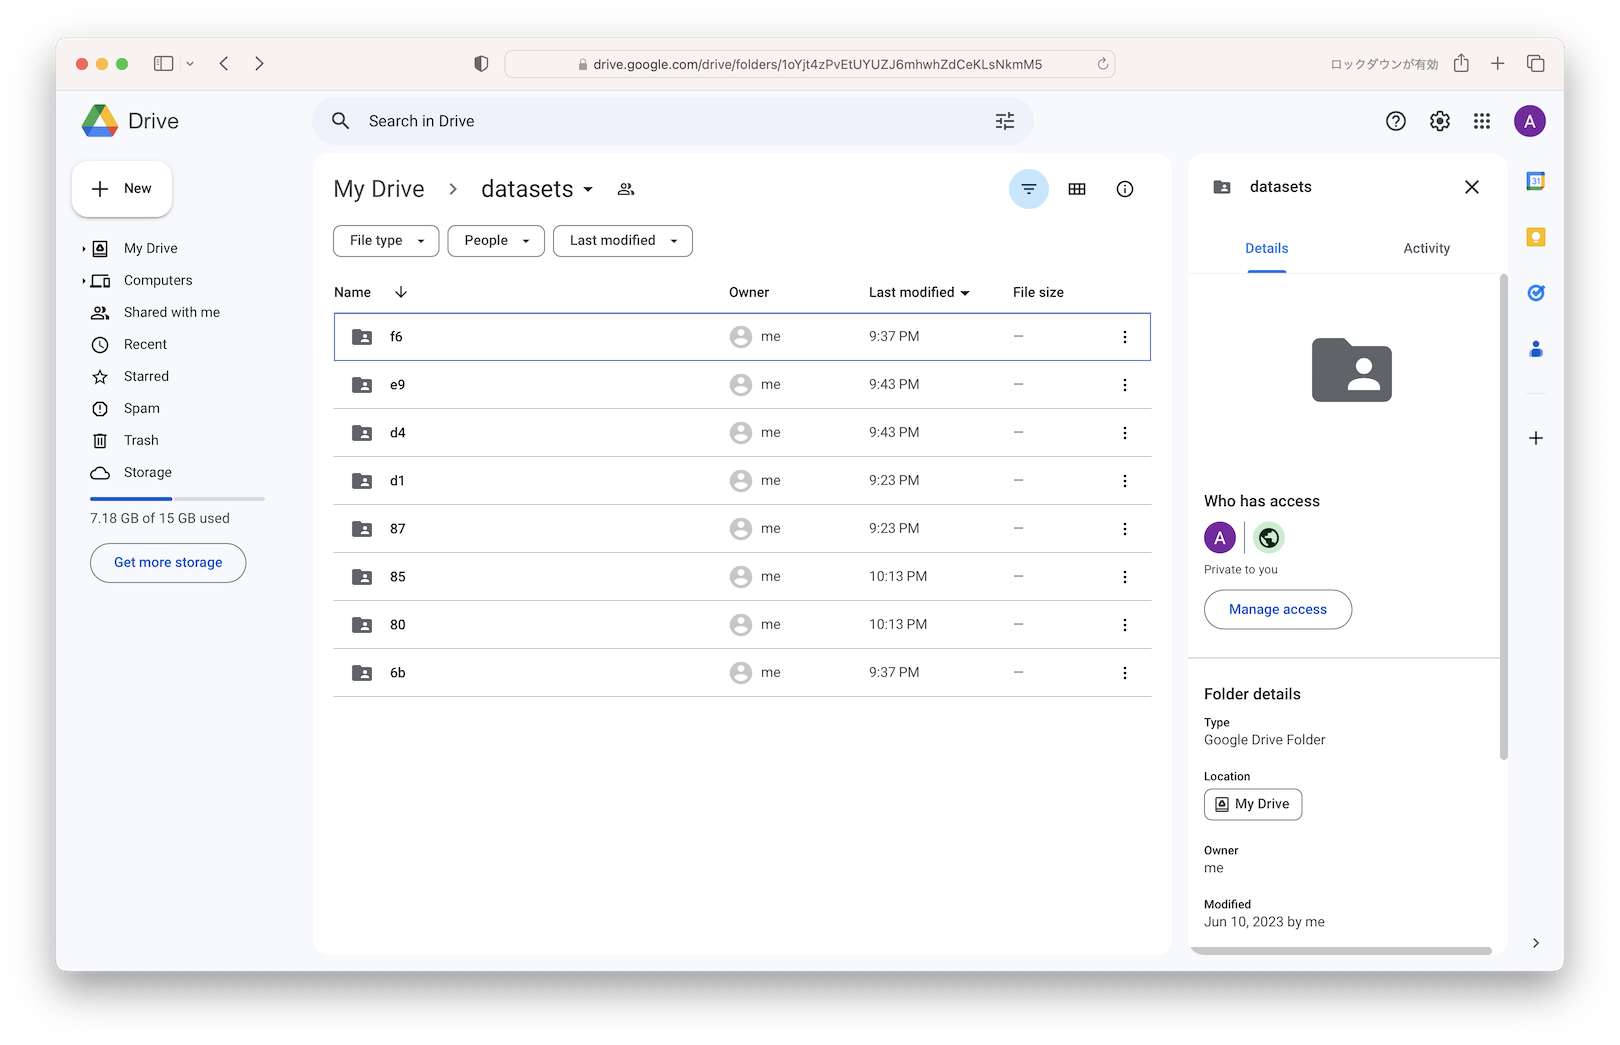 drive.google.com/drive/folders/1oYjt4zPvEtUYUZJ6mhwhZdCeKLsNkmM5
ロックダウンが有効
Drive
Search in Drive
A
New
My Drive
Computers
Shared with me
Recent
Starred
Spam
Trash
Storage
7.18 GB of 15 GB used
Get more storage
My Drive > datasets
File type
People
Last modified
Name Owner Last modified File size
f6 me 9:37 PM —
e9 me 9:43 PM —
d4 me 9:43 PM —
d1 me 9:23 PM —
87 me 9:23 PM —
85 me 10:13 PM —
80 me 10:13 PM —
6b me 9:37 PM —
datasets
Details
Activity
Who has access
A
Private to you
Manage access
Folder details
Type
Google Drive Folder
Location
My Drive
Owner
me
Modified
Jun 10, 2023 by me
31